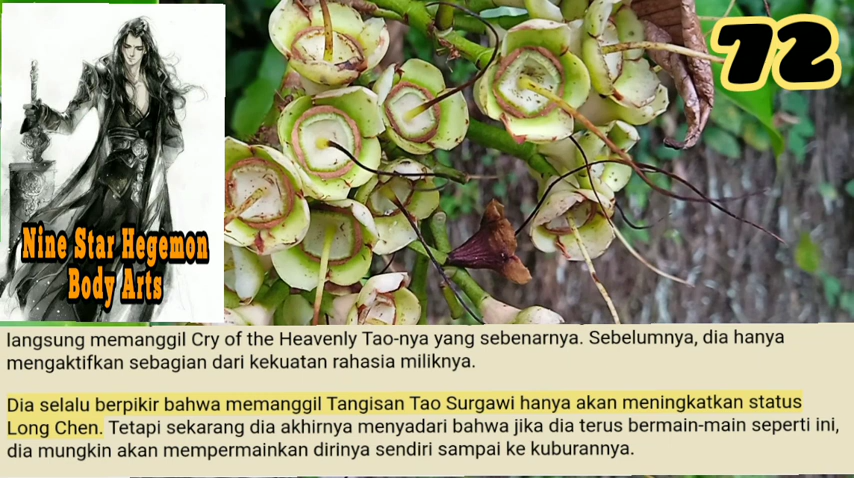 72
Nine Star Hegemon
Body Arts
langsung memanggil Cry of the Heavenly Tao-nya yang sebenarnya. Sebelumnya, dia hanya
mengaktifkan sebagian dari kekuatan rahasia miliknya.
Dia selalu berpikir bahwa memanggil Tangisan Tao Surgawi hanya akan meningkatkan status
Long Chen. Tetapi sekarang dia akhirnya menyadari bahwa jika dia terus bermain-main seperti ini,
dia mungkin akan mempermainkan dirinya sendiri sampai ke kuburannya.